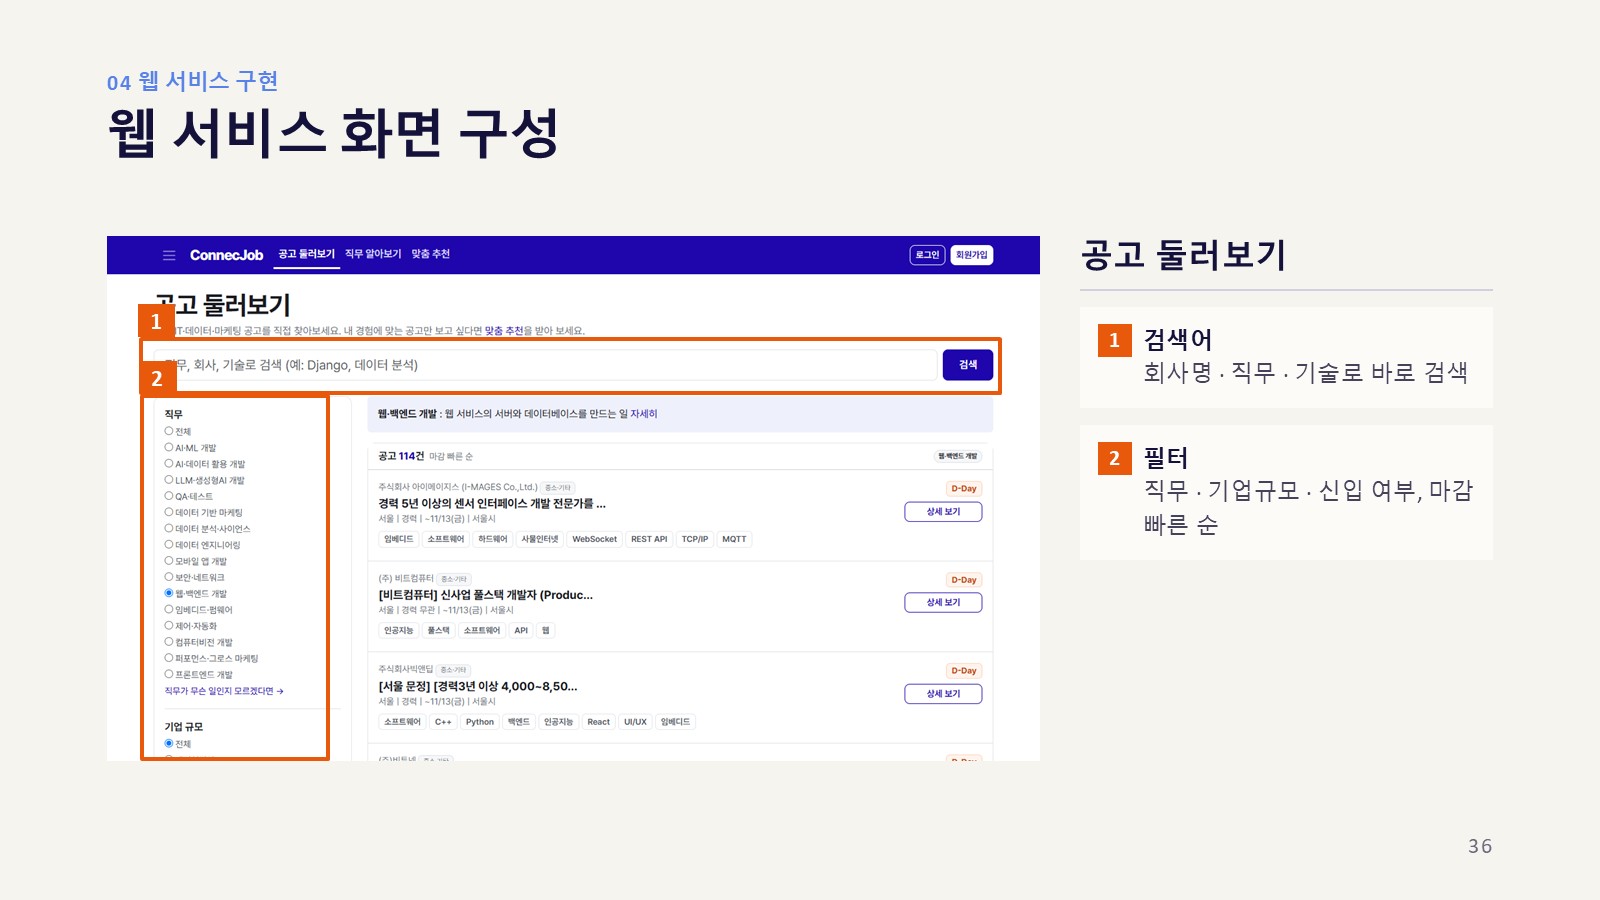 04 웹 서비스 구현
웹 서비스 화면 구성
ConnecJob 공고 둘러보기 직무 알아보기 맞춤 추천 로그인 회원가입
공고 둘러보기
1
IT·데이터·마케팅 공고를 직접 찾아보세요. 내 경험에 맞는 공고만 보고 싶다면 맞춤 추천을 받아 보세요.
무, 회사, 기술로 검색 (예: Django, 데이터 분석) 검색
2
직무
전체
AI·ML 개발
AI·데이터 활용 개발
LLM·생성형AI 개발
QA·테스트
데이터 기반 마케팅
데이터 분석·사이언스
데이터 엔지니어링
모바일 앱 개발
보안·네트워크
웹·백엔드 개발
임베디드·펌웨어
제어·자동화
컴퓨터비전 개발
퍼포먼스·그로스 마케팅
프론트엔드 개발
직무가 무슨 일인지 모르겠다면 →
기업 규모
전체
웹·백엔드 개발 : 웹 서비스의 서버와 데이터베이스를 만드는 일 자세히
공고 114건 마감 빠른 순 웹·백엔드 개발
주식회사 아이메이지스 (I-MAGES Co.,Ltd.) 중소·기타 D-Day
경력 5년 이상의 센서 인터페이스 개발 전문가를 ... 상세 보기
서울 | 경력 | ~11/13(금) | 서울시
임베디드 소프트웨어 하드웨어 사물인터넷 WebSocket REST API TCP/IP MQTT
(주) 비트컴퓨터 중소·기타 D-Day
[비트컴퓨터] 신사업 풀스택 개발자 (Produc... 상세 보기
서울 | 경력 무관 | ~11/13(금) | 서울시
인공지능 풀스택 소프트웨어 API 웹
주식회사빅앤딥 중소·기타 D-Day
[서울 문정] [경력3년 이상 4,000~8,50... 상세 보기
서울 | 경력 | ~11/13(금) | 서울시
소프트웨어 C++ Python 백엔드 인공지능 React UI/UX 임베디드
공고 둘러보기
1 검색어
회사명 · 직무 · 기술로 바로 검색
2 필터
직무 · 기업규모 · 신입 여부, 마감
빠른 순
36